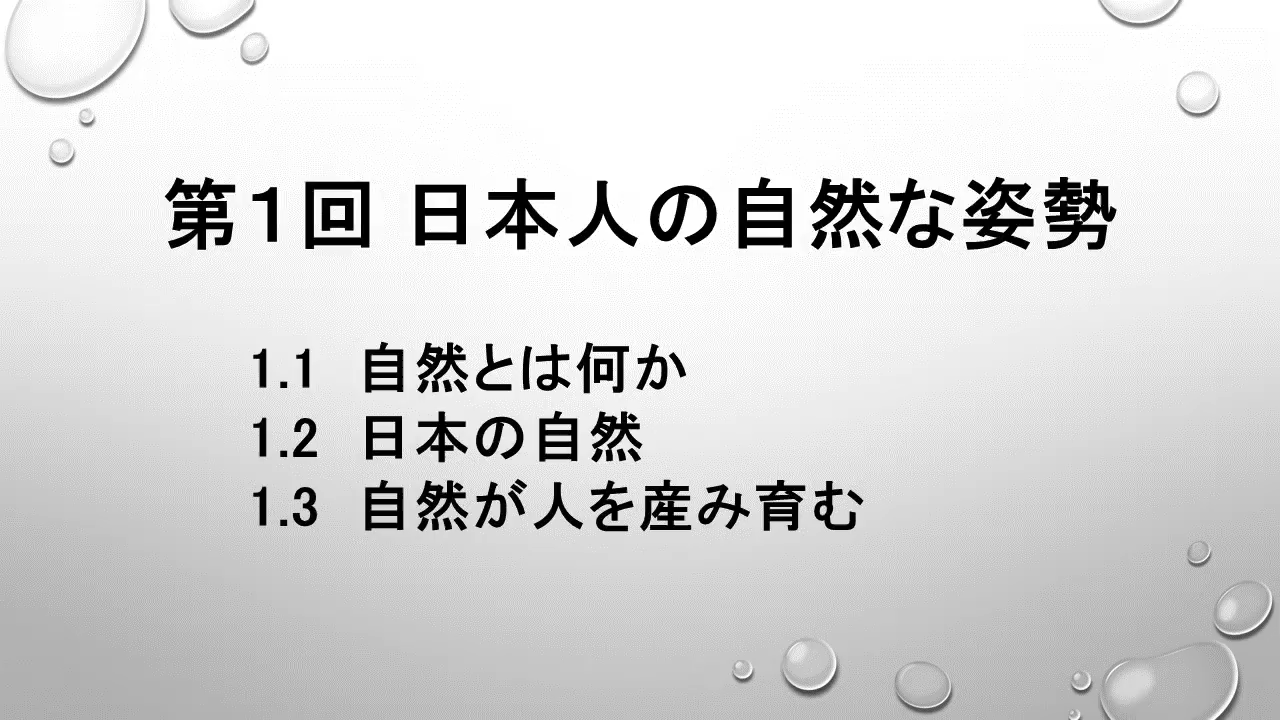 第１回 日本人の自然な姿勢
1.1　自然とは何か
1.2　日本の自然
1.3　自然が人を産み育む